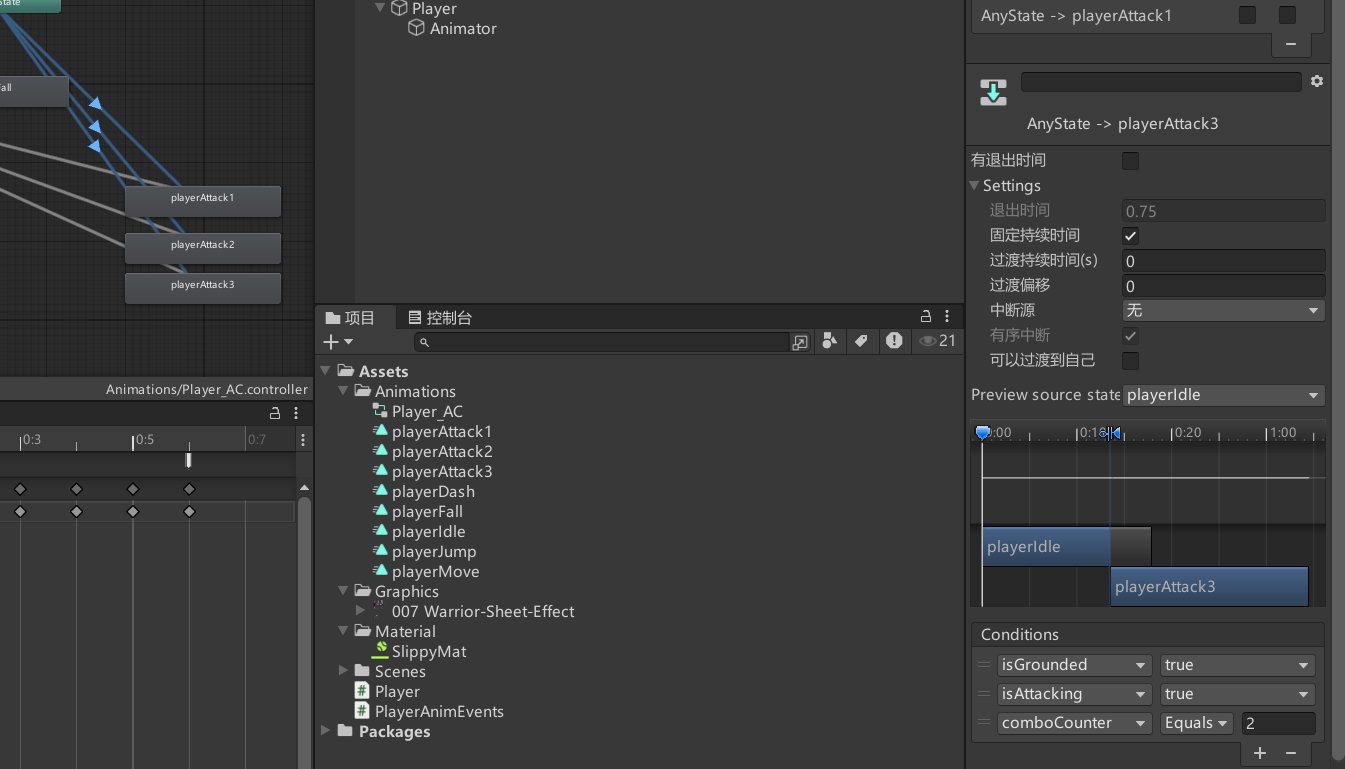 State
Fall
playerAttack1
playerAttack2
playerAttack3
Animations/Player_AC.controller
0:3
0:5
0:7
Player
Animator
项目
控制台
21
Assets
Animations
Player_AC
playerAttack1
playerAttack2
playerAttack3
playerDash
playerFall
playerIdle
playerJump
playerMove
Graphics
007 Warrior-Sheet-Effect
Material
SlippyMat
Scenes
Player
PlayerAnimEvents
Packages
AnyState -> playerAttack1
AnyState -> playerAttack3
有退出时间
Settings
退出时间 0.75
固定持续时间
过渡持续时间(s) 0
过渡偏移 0
中断源 无
有序中断
可以过渡到自己
Preview source state playerIdle
0:20 1:00
playerIdle
playerAttack3
Conditions
isGrounded true
isAttacking true
comboCounter Equals 2